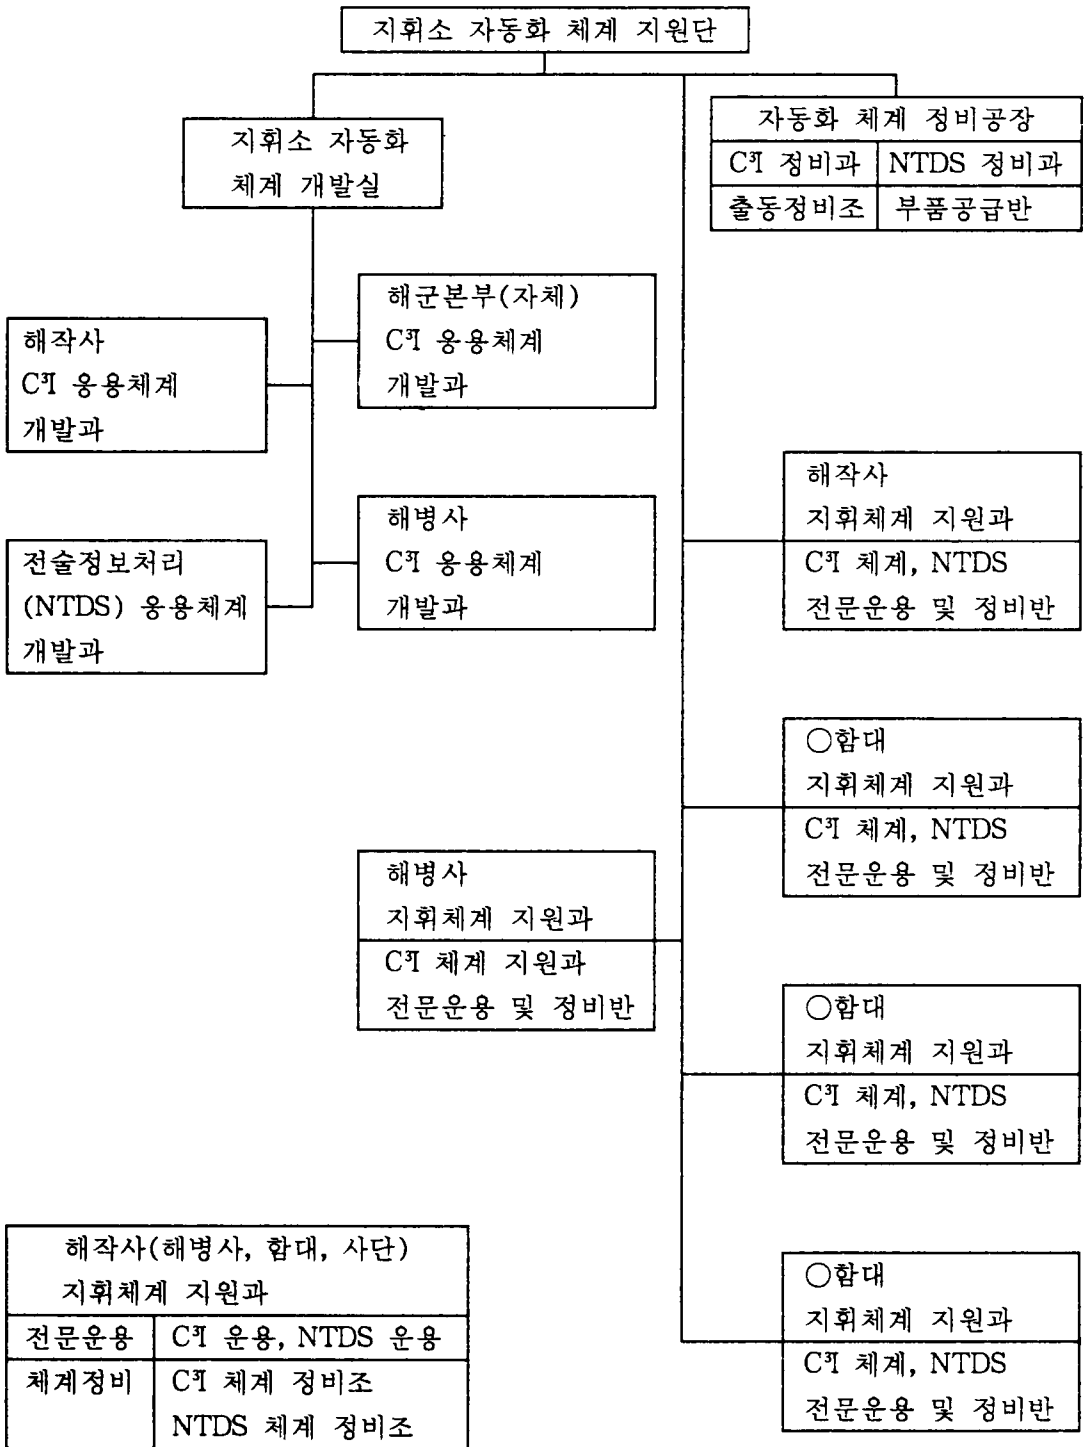 지휘소 자동화 체계 지원단
지휘소 자동화
체계 개발실
자동화 체계 정비공장
C³I 정비과 NTDS 정비과
출동정비조 부품공급반
해군본부(자체)
C³I 응용체계
개발과
해작사
C³I 응용체계
개발과
해병사
C³I 응용체계
개발과
전술정보처리
(NTDS) 응용체계
개발과
해작사
지휘체계 지원과
C³I 체계, NTDS
전문운용 및 정비반
○함대
지휘체계 지원과
C³I 체계, NTDS
전문운용 및 정비반
해병사
지휘체계 지원과
C³I 체계 지원과
전문운용 및 정비반
○함대
지휘체계 지원과
C³I 체계, NTDS
전문운용 및 정비반
○함대
지휘체계 지원과
C³I 체계, NTDS
전문운용 및 정비반
해작사(해병사, 함대, 사단)
지휘체계 지원과
전문운용 C³I 운용, NTDS 운용
체계정비 C³I 체계 정비조
NTDS 체계 정비조